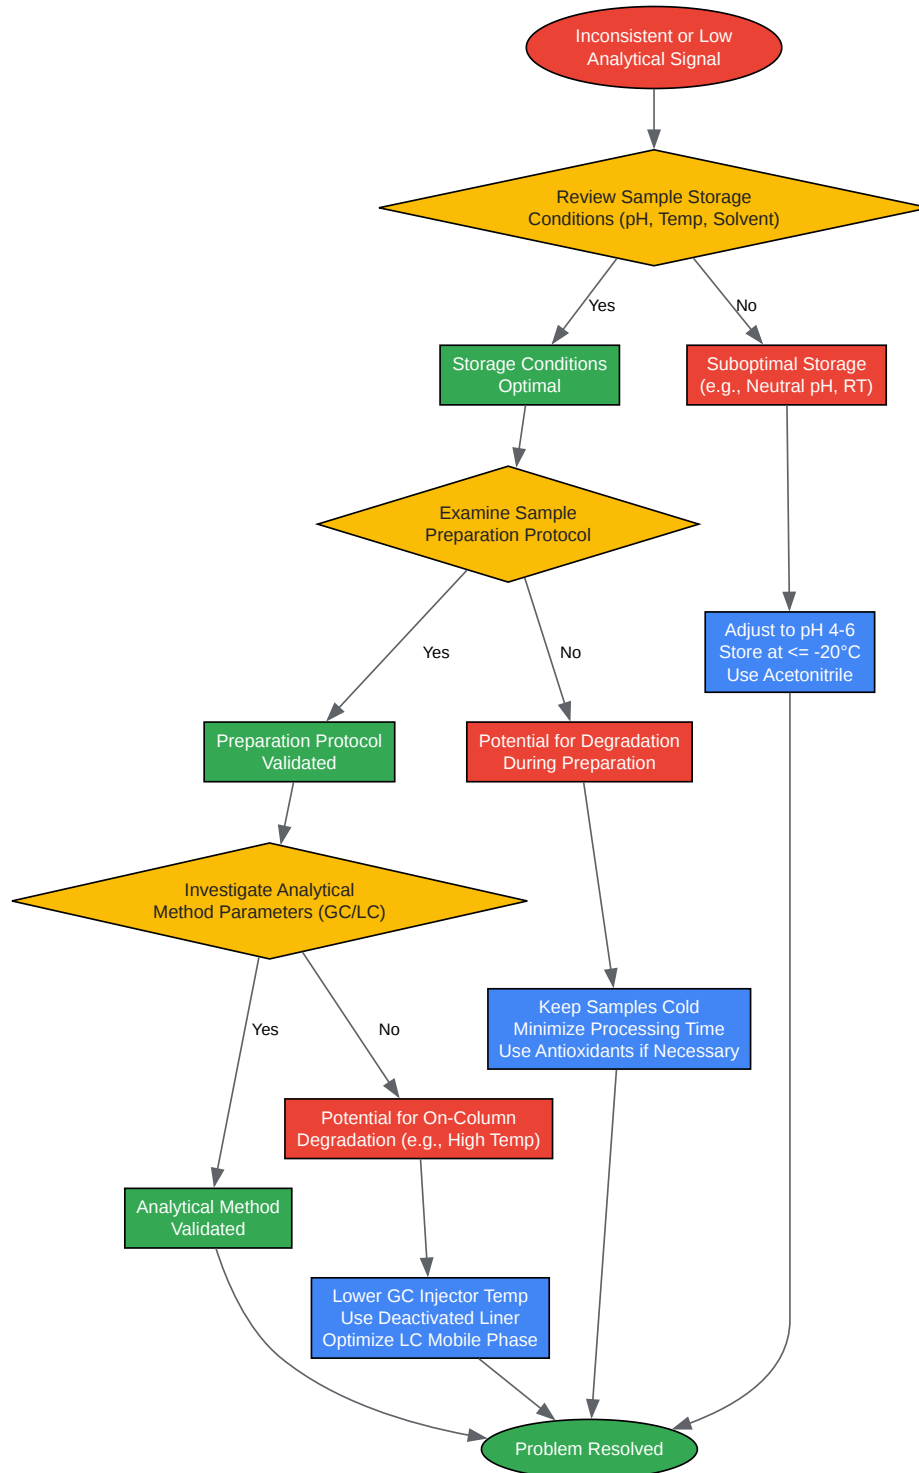 Inconsistent or Low
Analytical Signal
Review Sample Storage
Conditions (pH, Temp, Solvent)
Yes
No
Storage Conditions
Optimal
Suboptimal Storage
(e.g., Neutral pH, RT)
Examine Sample
Preparation Protocol
Yes
No
Adjust to pH 4-6
Store at <= -20°C
Use Acetonitrile
Preparation Protocol
Validated
Potential for Degradation
During Preparation
Investigate Analytical
Method Parameters (GC/LC)
Yes
No
Keep Samples Cold
Minimize Processing Time
Use Antioxidants if Necessary
Potential for On-Column
Degradation (e.g., High Temp)
Analytical Method
Validated
Lower GC Injector Temp
Use Deactivated Liner
Optimize LC Mobile Phase
Problem Resolved